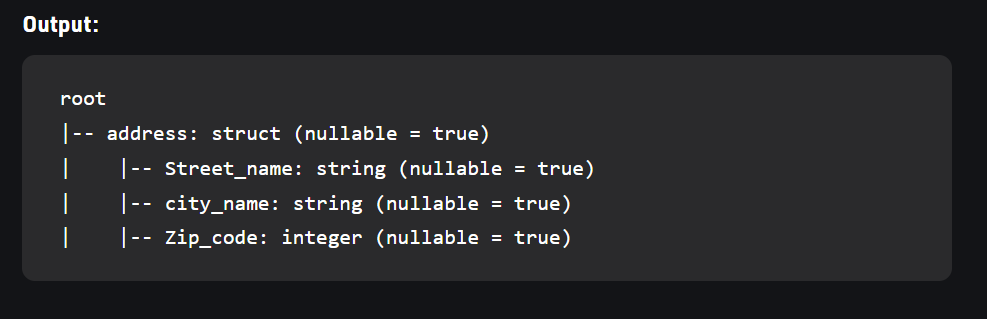 Output:
root
|-- address: struct (nullable = true)
|    |-- Street_name: string (nullable = true)
|    |-- city_name: string (nullable = true)
|    |-- Zip_code: integer (nullable = true)